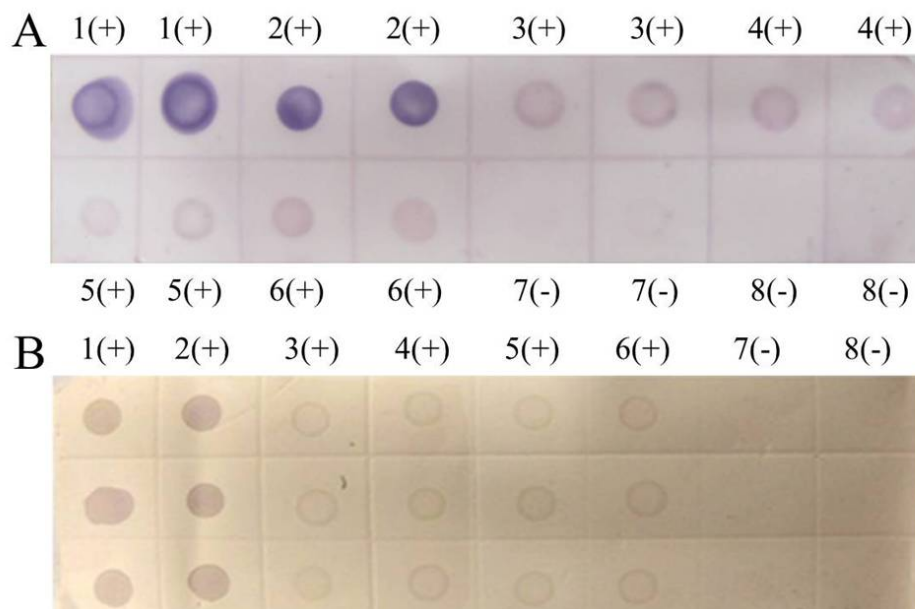 A 1(+) 1(+) 2(+) 2(+) 3(+) 3(+) 4(+) 4(+)
5(+) 5(+) 6(+) 6(+) 7(-) 7(-) 8(-) 8(-)
B 1(+) 2(+) 3(+) 4(+) 5(+) 6(+) 7(-) 8(-)